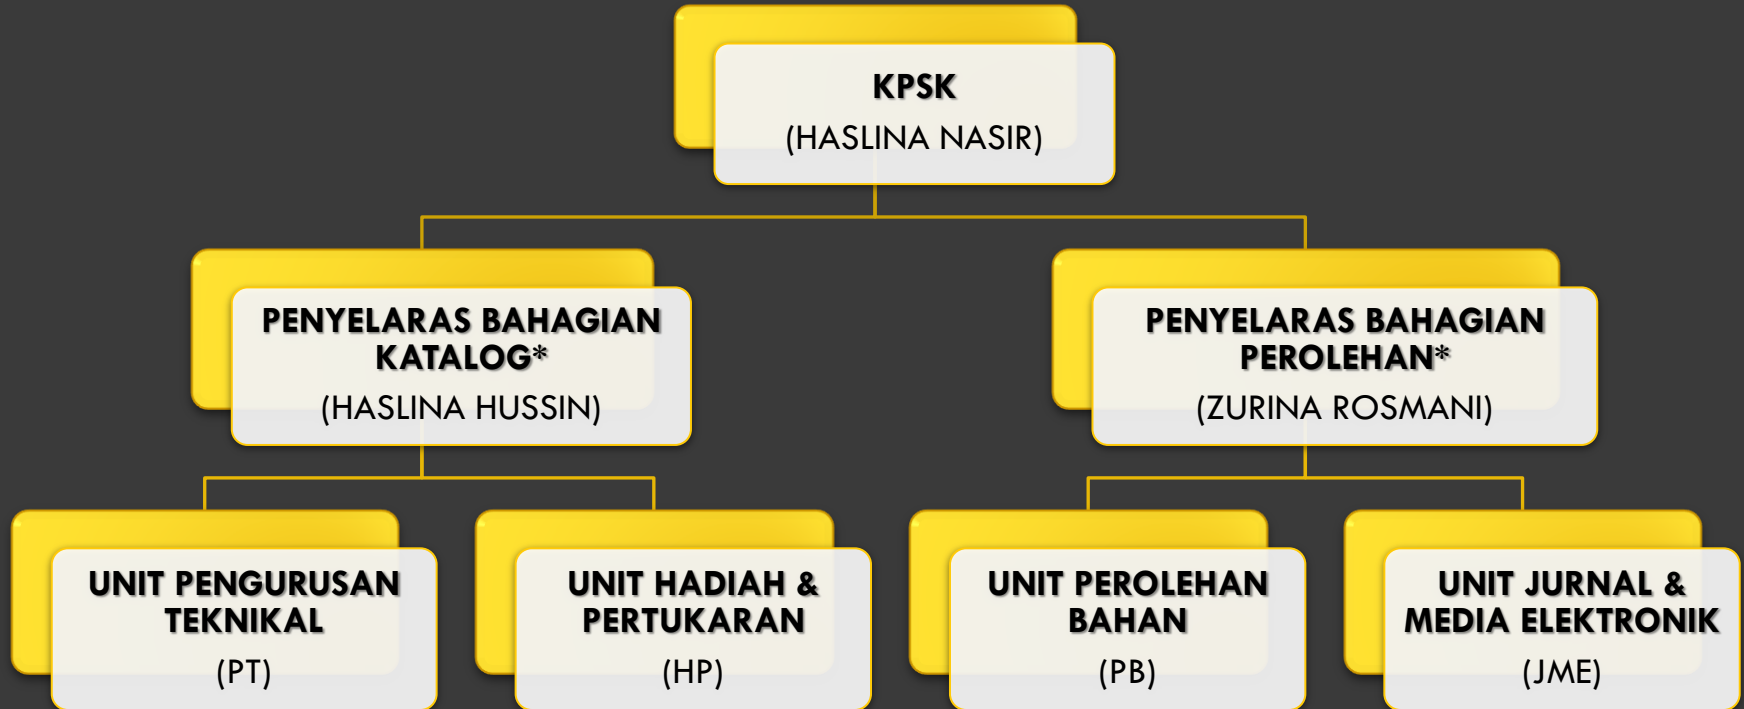 KPSK
(HASLINA NASIR)
PENYELARAS BAHAGIAN
KATALOG*
(HASLINA HUSSIN)
PENYELARAS BAHAGIAN
PEROLEHAN*
(ZURINA ROSMANI)
UNIT PENGURUSAN
TEKNIKAL
(PT)
UNIT HADIAH &
PERTUKARAN
(HP)
UNIT PEROLEHAN
BAHAN
(PB)
UNIT JURNAL &
MEDIA ELEKTRONIK
(JME)